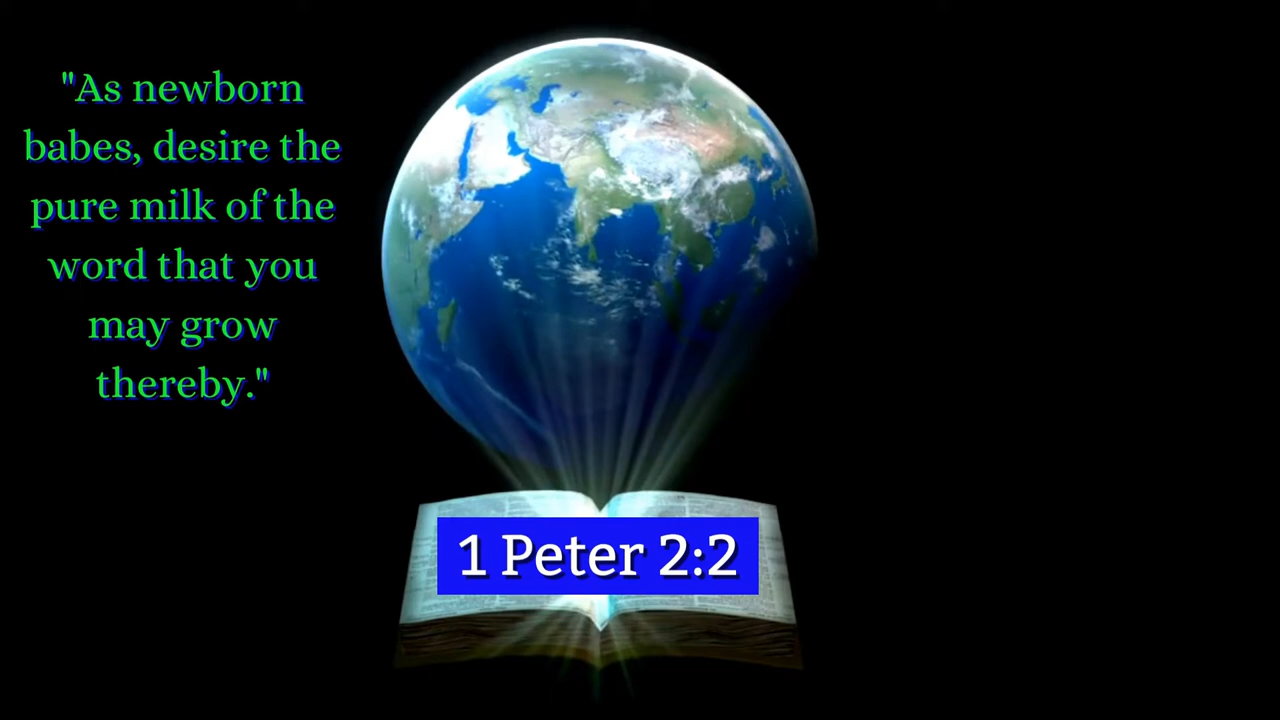 "As newborn
babes, desire the
pure milk of the
word that you
may grow
thereby."
1 Peter 2:2